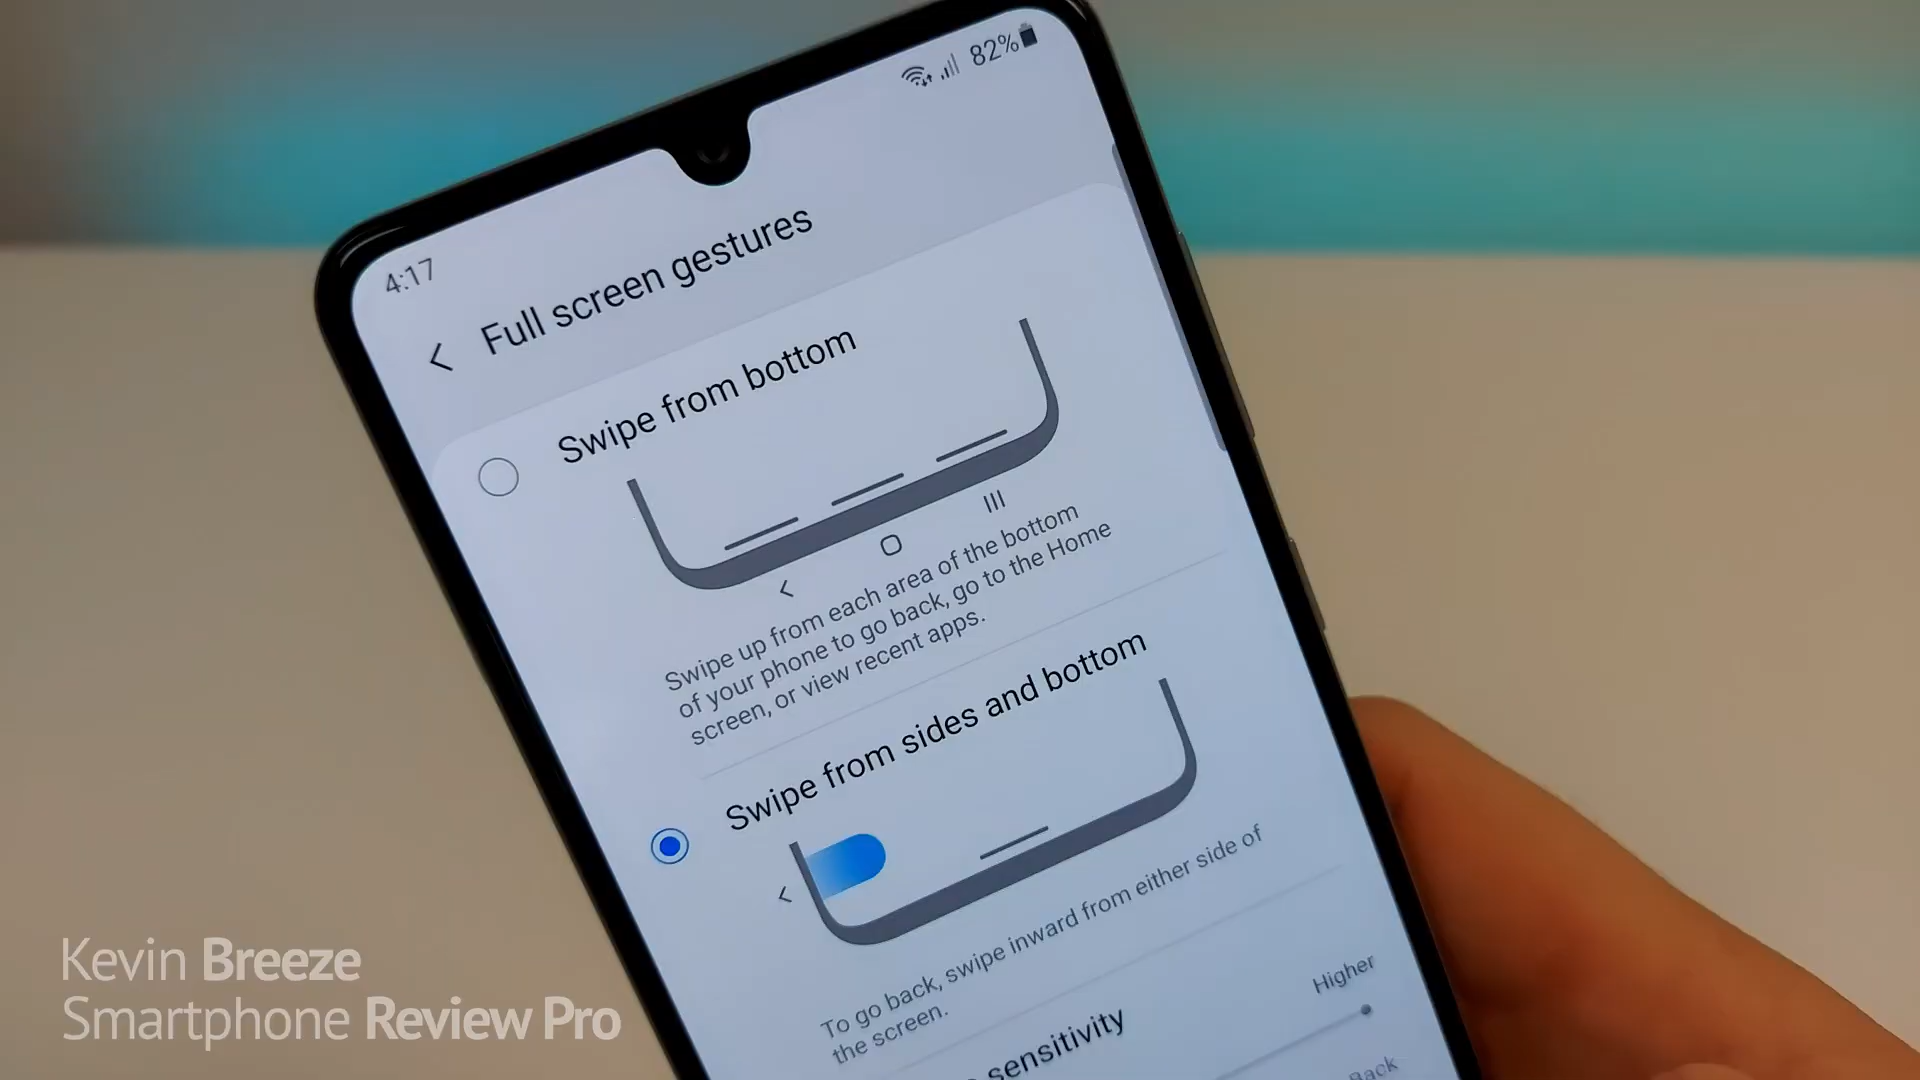 4:17
82%
Full screen gestures
Swipe from bottom
Swipe up from each area of the bottom
of your phone to go back, go to the Home
screen, or view recent apps.
Swipe from sides and bottom
To go back, swipe inward from either side of
the screen.
sensitivity
Higher
Back
Kevin Breeze
Smartphone Review Pro